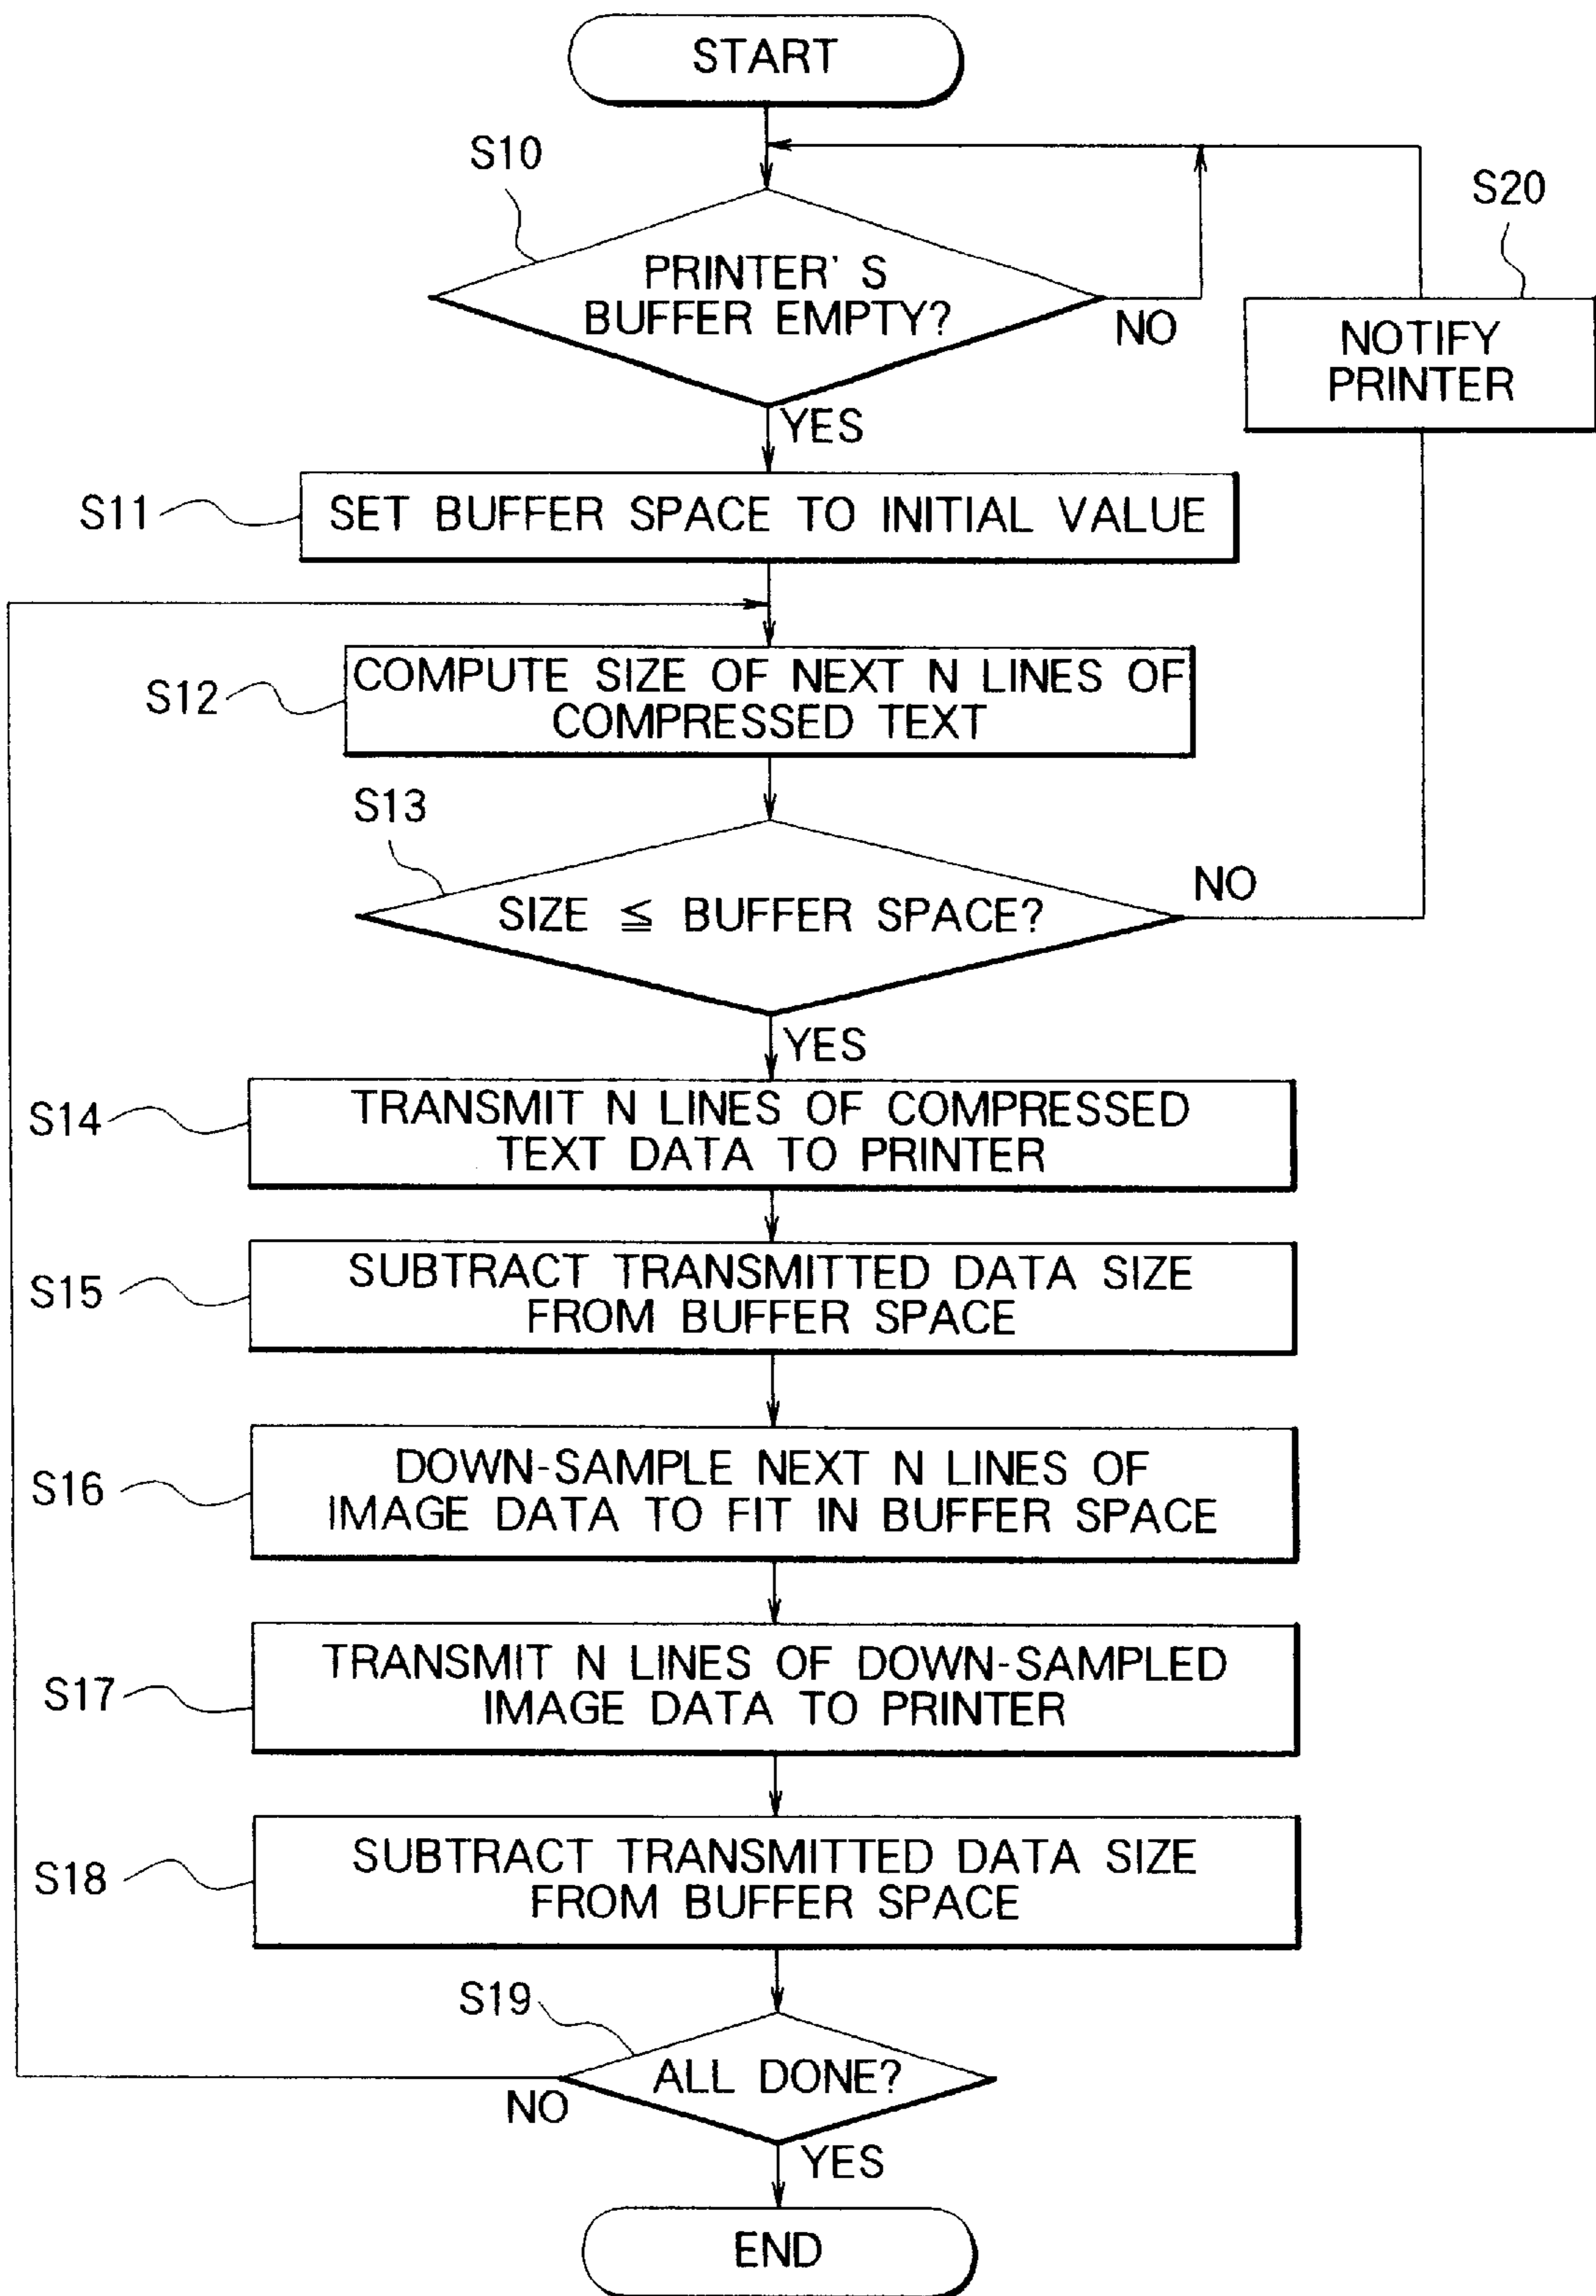 START
S10
PRINTER' S
BUFFER EMPTY?
NO
S20
NOTIFY
PRINTER
YES
S11
SET BUFFER SPACE TO INITIAL VALUE
S12
COMPUTE SIZE OF NEXT N LINES OF
COMPRESSED TEXT
S13
SIZE ≦ BUFFER SPACE?
NO
YES
S14
TRANSMIT N LINES OF COMPRESSED
TEXT DATA TO PRINTER
S15
SUBTRACT TRANSMITTED DATA SIZE
FROM BUFFER SPACE
S16
DOWN-SAMPLE NEXT N LINES OF
IMAGE DATA TO FIT IN BUFFER SPACE
S17
TRANSMIT N LINES OF DOWN-SAMPLED
IMAGE DATA TO PRINTER
S18
SUBTRACT TRANSMITTED DATA SIZE
FROM BUFFER SPACE
S19
ALL DONE?
NO
YES
END